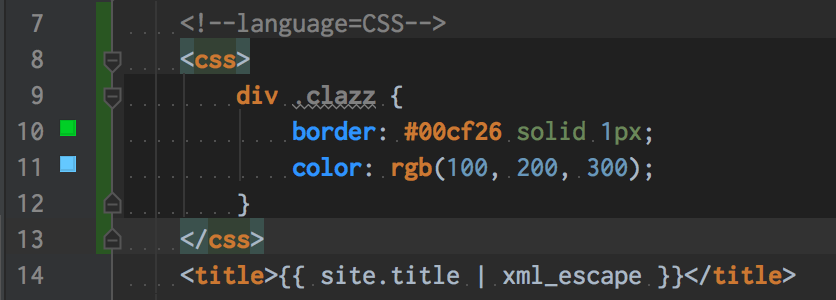 7 <!--language=CSS-->
8 <css>
9 div .clazz {
10 border: #00cf26 solid 1px;
11 color: rgb(100, 200, 300);
12 }
13 </css>
14 <title>{{ site.title | xml_escape }}</title>